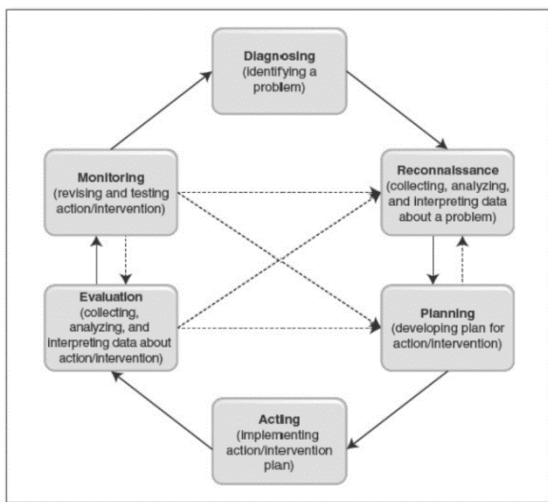 Diagnosing
(identifying a
problem)
Monitoring
(revising and testing
action/intervention)
Reconnaissance
(collecting, analyzing,
and interpreting data
about a problem)
Evaluation
(collecting,
analyzing, and
interpreting data about
action/intervention)
Planning
(developing plan for
action/intervention)
Acting
(implementing
action/intervention
plan)